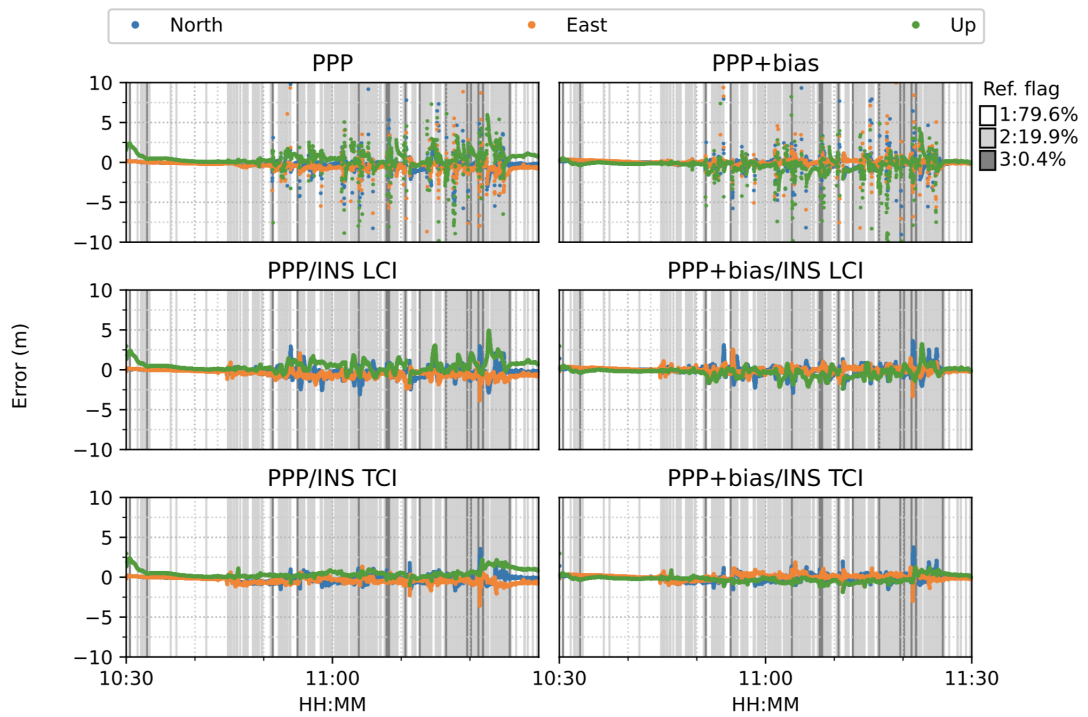 North East Up
PPP PPP+bias
Ref. flag
1:79.6%
2:19.9%
3:0.4%
10
5
0
−5
−10
PPP/INS LCI PPP+bias/INS LCI
10
5
0
−5
−10
Error (m)
PPP/INS TCI PPP+bias/INS TCI
10
5
0
−5
−10
10:30 11:00 10:30 11:00 11:30
HH:MM HH:MM